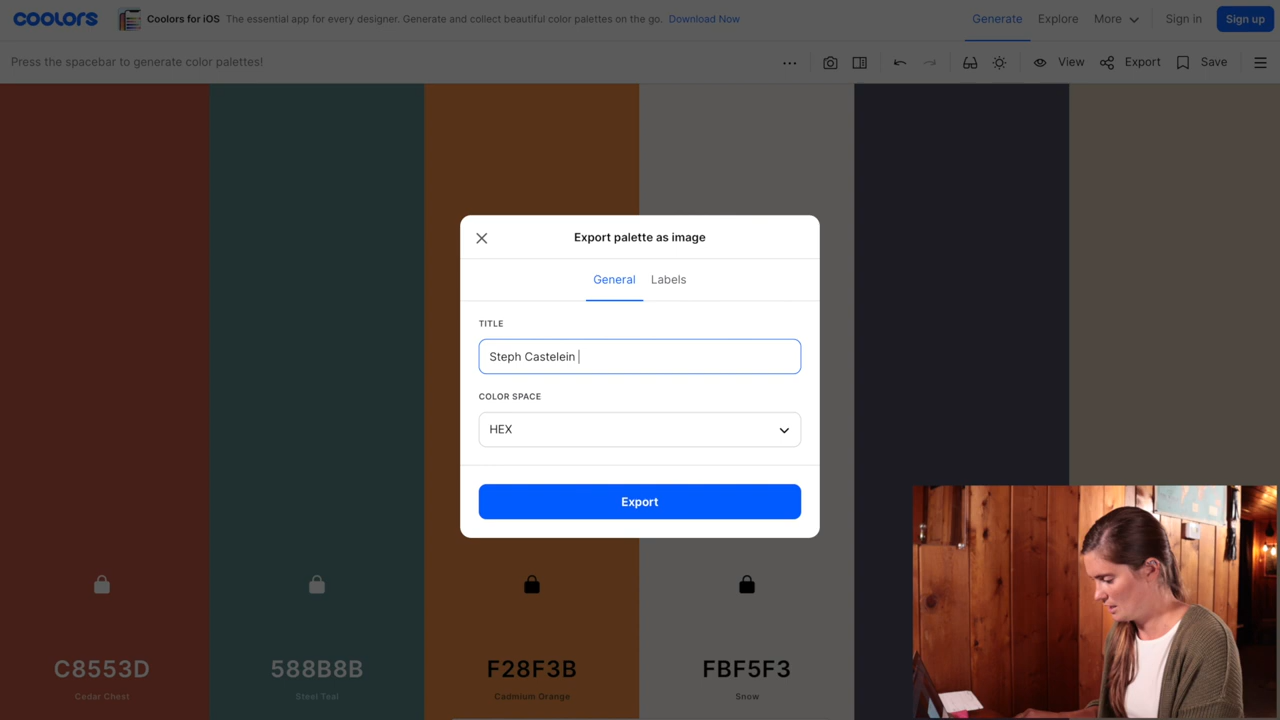 coolors
Coolors for iOS The essential app for every designer. Generate and collect beautiful color palettes on the go. Download Now
Generate Explore More Sign in Sign up
Press the spacebar to generate color palettes!
View Export Save
Export palette as image
General Labels
TITLE
Steph Castelein
COLOR SPACE
HEX
Export
C8553D 588B8B F28F3B FBF5F3
Cedar Chest Steel Teal Cadmium Orange Snow